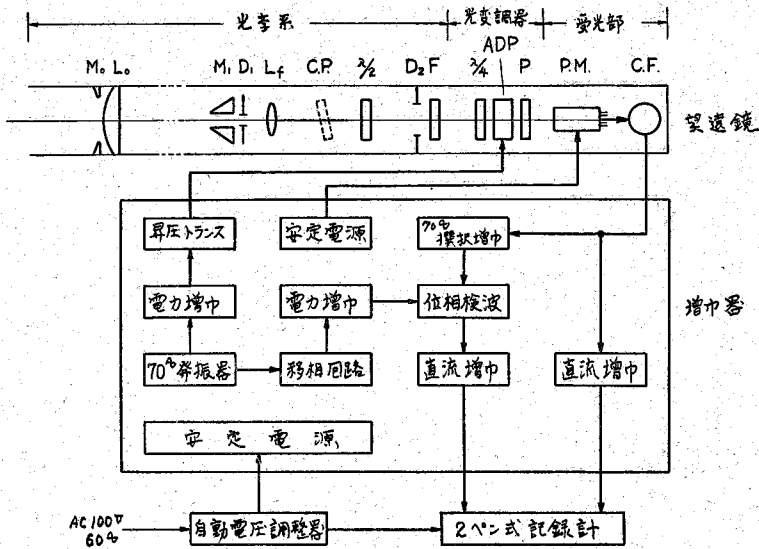 光学系
光変調器
受光部
ADP
M₀ L₀ M₁ D₁ Lf C.P. λ/2 D₂ F λ/4 P P.M. C.F.
望遠鏡
昇圧トランス
安定電源
70∿選択増巾
電力増巾
電力増巾
位相検波
増巾器
70∿発振器
移相回路
直流増巾
直流増巾
安定電源
AC 100V
60∿
自動電圧調整器
2ペン式記録計